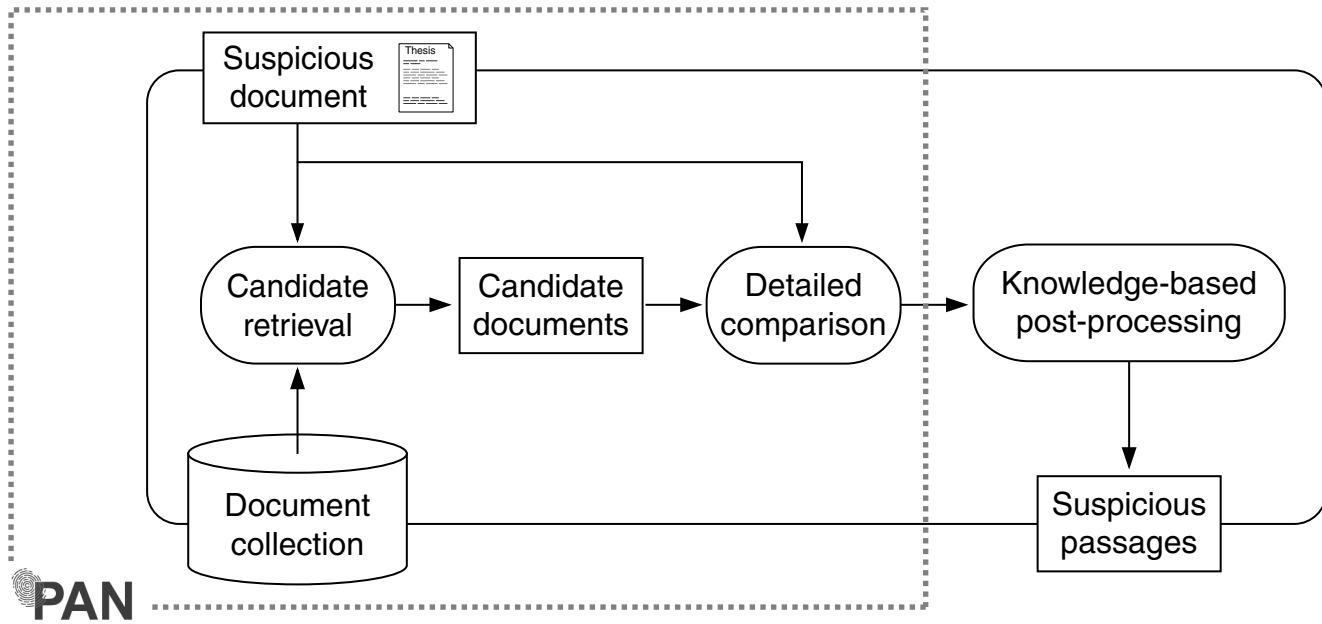 Suspicious
document
Thesis
Candidate
retrieval
Candidate
documents
Detailed
comparison
Knowledge-based
post-processing
Document
collection
Suspicious
passages
PAN